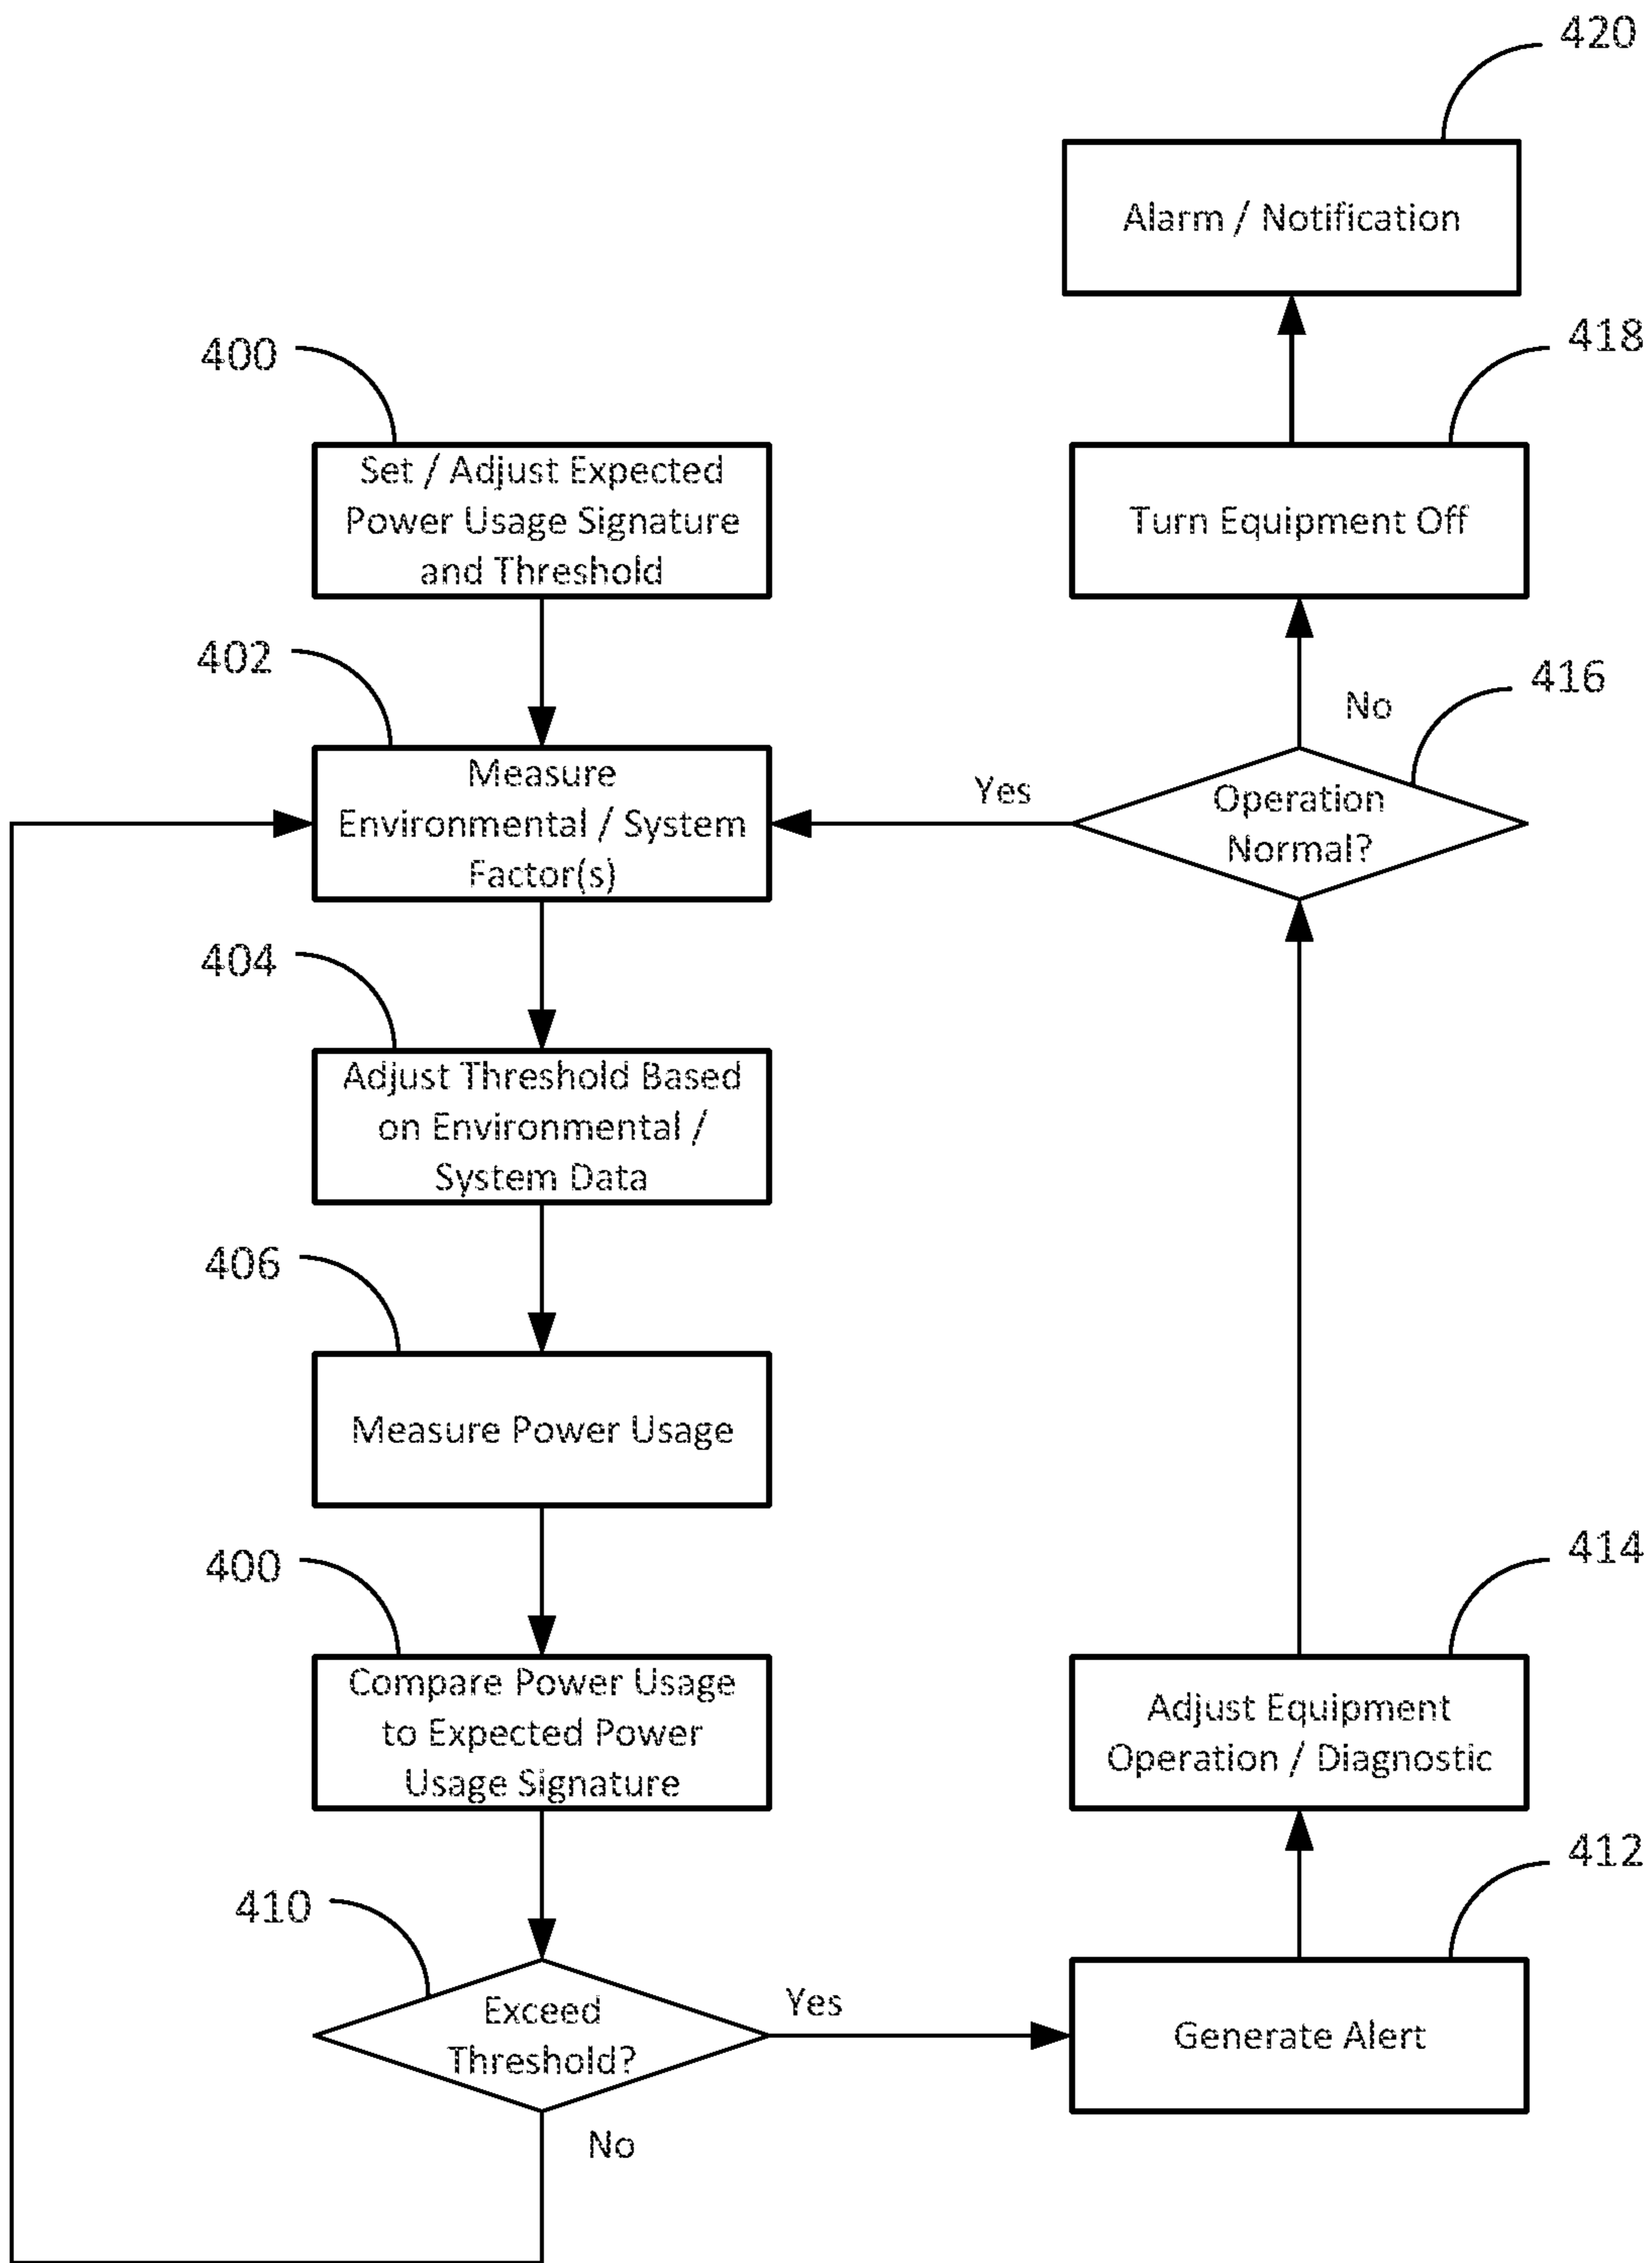 420
Alarm / Notification
418
Turn Equipment Off
400
Set / Adjust Expected
Power Usage Signature
and Threshold
402
Measure
Environmental / System
Factor(s)
Yes
No
416
Operation
Normal?
404
Adjust Threshold Based
on Environmental /
System Data
406
Measure Power Usage
400
Compare Power Usage
to Expected Power
Usage Signature
414
Adjust Equipment
Operation / Diagnostic
410
Exceed
Threshold?
Yes
No
412
Generate Alert